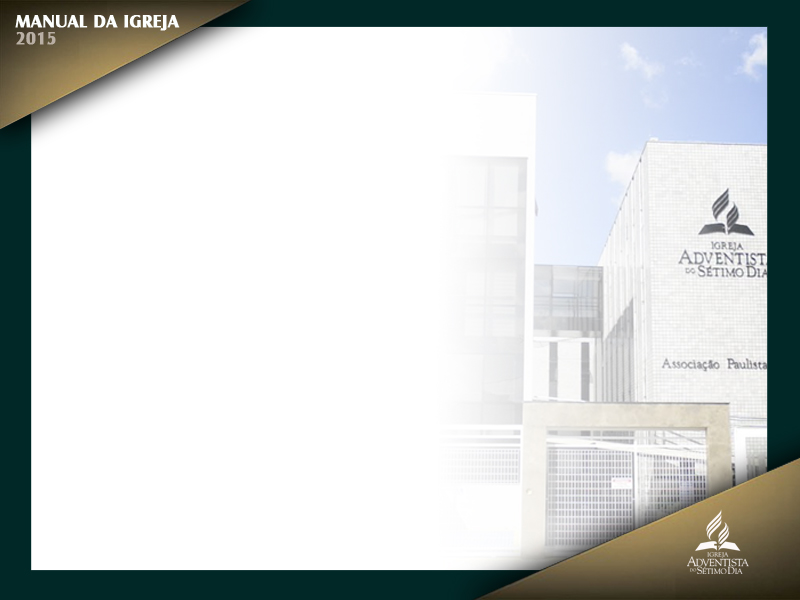 MANUAL DA IGREJA
2015
IGREJA
ADVENTISTA
DO SÉTIMO DIA
Associação Paulista
IGREJA
ADVENTISTA
DO SÉTIMO DIA